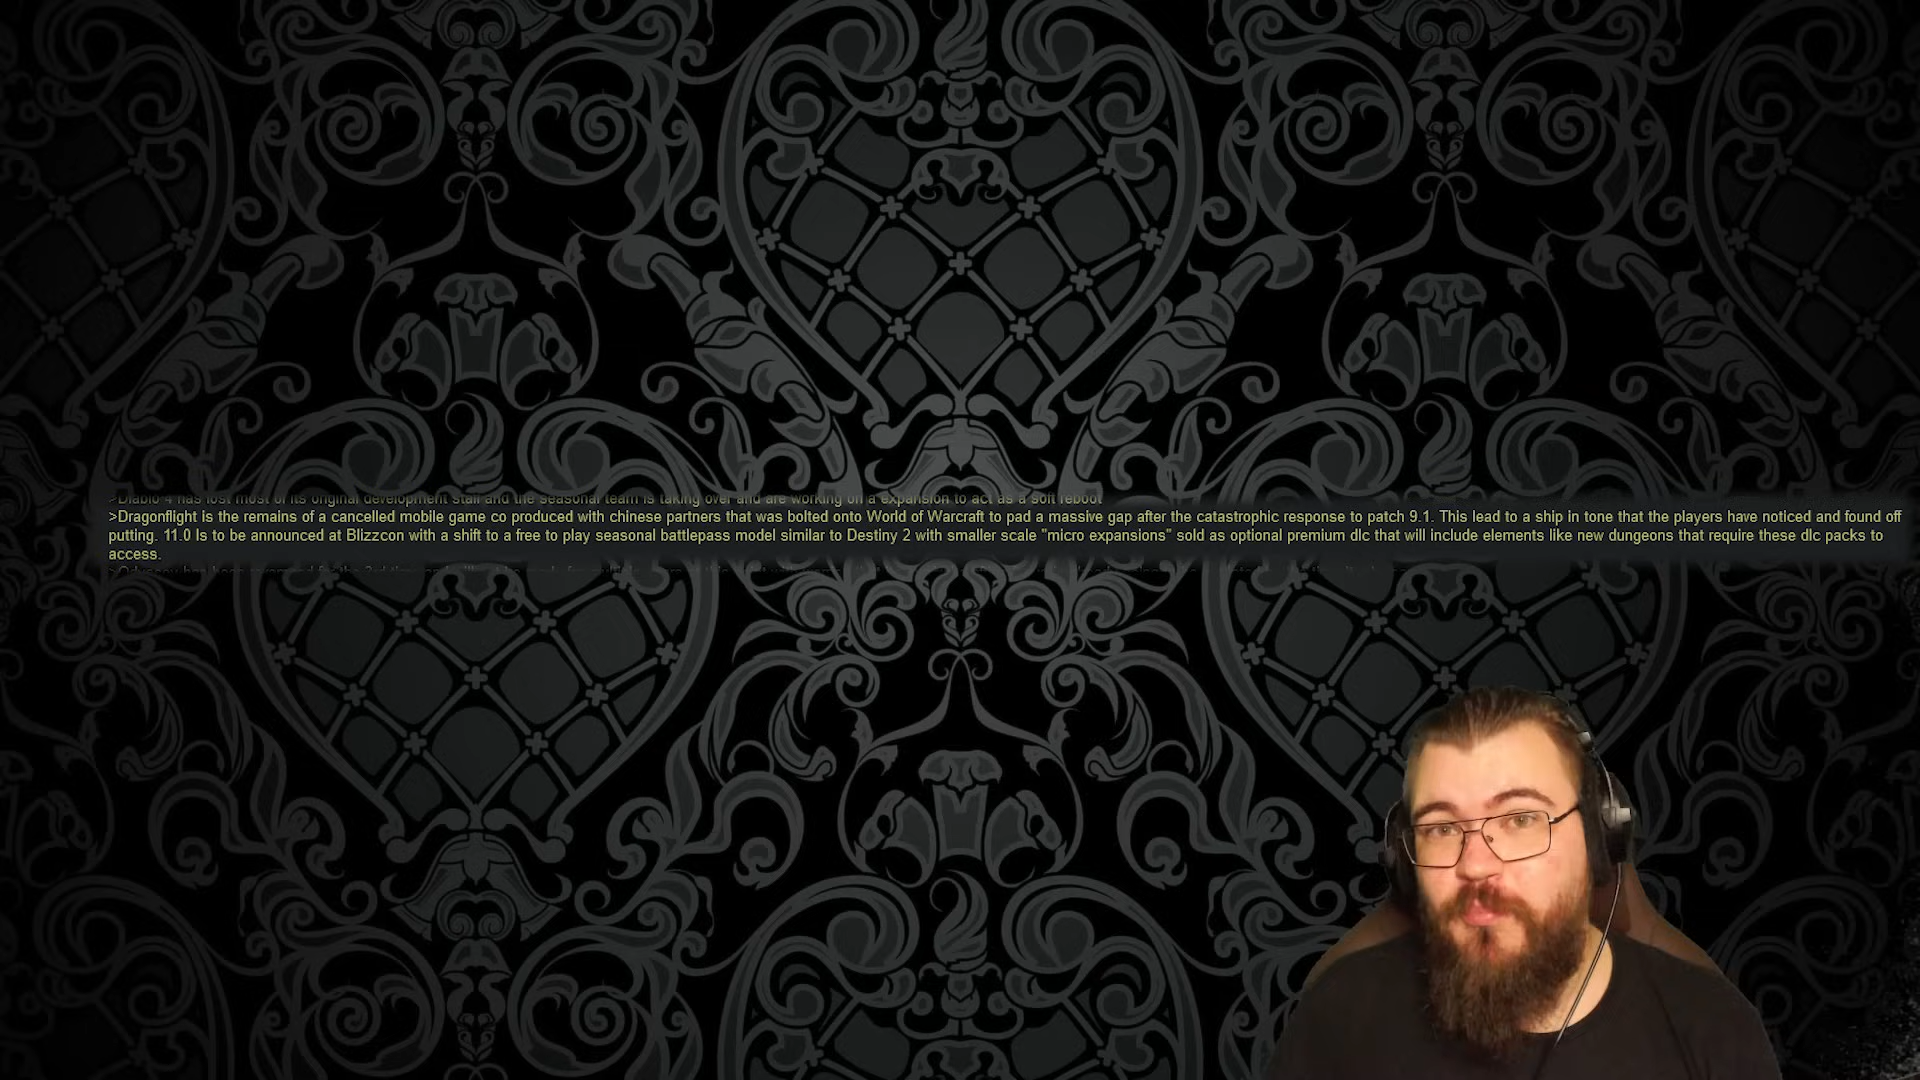 >Diablo 4 has lost most of its original development staff and the seasonal team is taking over and are working on a expansion to act as a soft reboot
>Dragonflight is the remains of a cancelled mobile game co produced with chinese partners that was bolted onto World of Warcraft to pad a massive gap after the catastrophic response to patch 9.1. This lead to a ship in tone that the players have noticed and found off
putting. 11.0 Is to be announced at Blizzcon with a shift to a free to play seasonal battlepass model similar to Destiny 2 with smaller scale "micro expansions" sold as optional premium dlc that will include elements like new dungeons that require these dlc packs to
access.